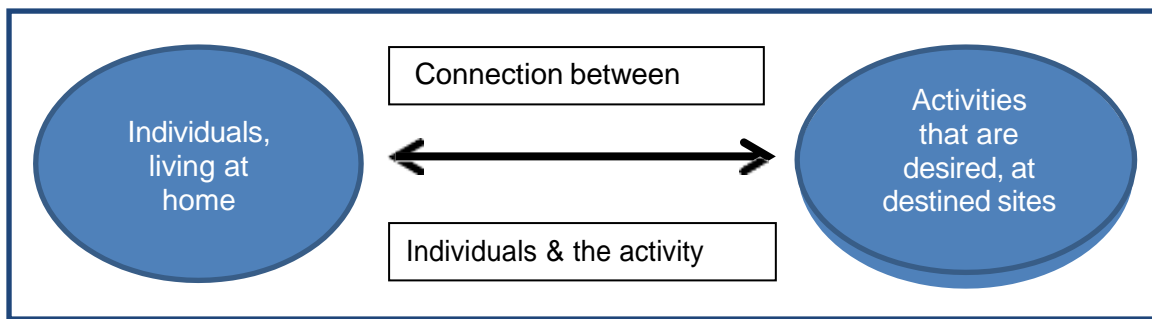 Individuals,
living at
home
Connection between
Individuals & the activity
Activities
that are
desired, at
destined sites